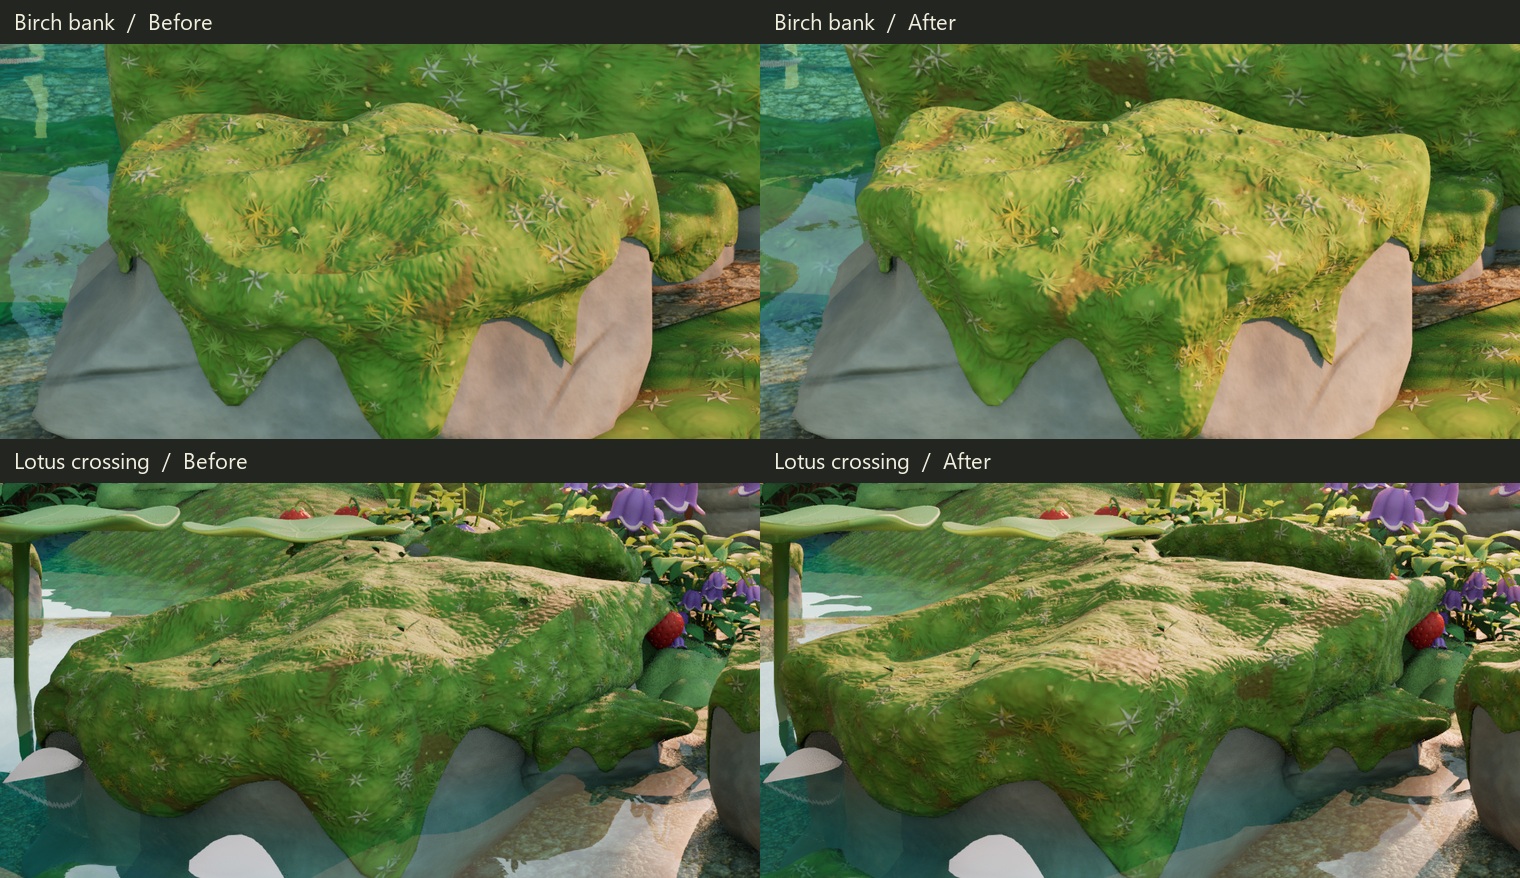 Birch bank / Before
Birch bank / After
Lotus crossing / Before
Lotus crossing / After